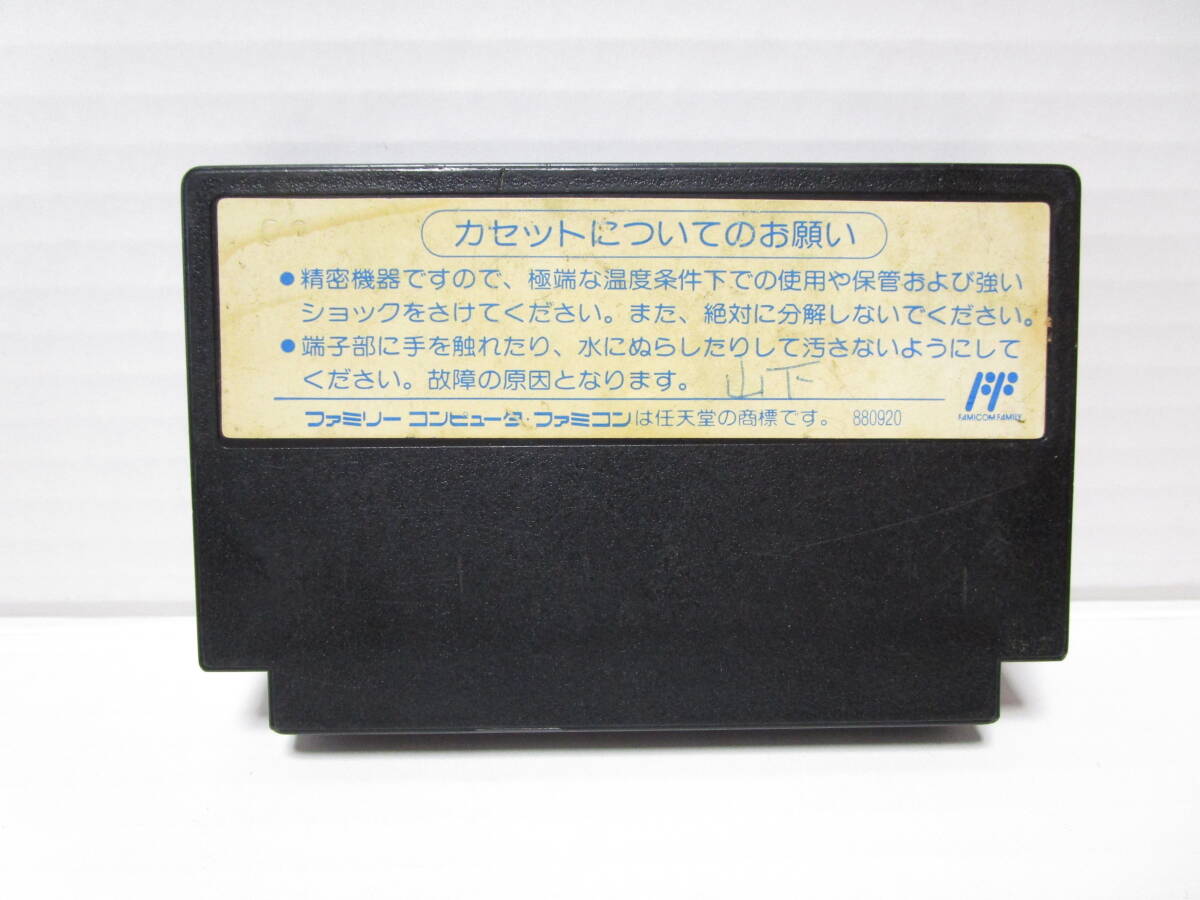 カセットについてのお願い
●精密機器ですので、極端な温度条件下での使用や保管および強い
ショックをさけてください。また、絶対に分解しないでください。
●端子部に手を触れたり、水にぬらしたりして汚さないようにして
ください。故障の原因となります。
山下
ファミリーコンピュータ・ファミコンは任天堂の商標です。 880920
FAMICOM FAMILY